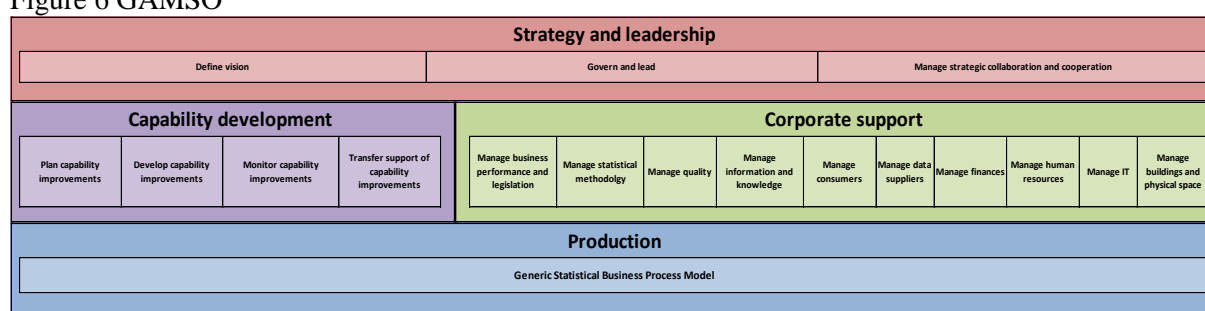 Figure 6 GAMSO
Strategy and leadership
Define vision
Govern and lead
Manage strategic collaboration and cooperation
Capability development
Plan capability
improvements
Develop capability
improvements
Monitor capability
improvements
Transfer support of
capability
improvements
Corporate support
Manage business
performance and
legislation
Manage statistical
methodolgy
Manage quality
Manage
information and
knowledge
Manage
consumers
Manage data
suppliers
Manage finances
Manage human
resources
Manage IT
Manage
buildings and
physical space
Production
Generic Statistical Business Process Model